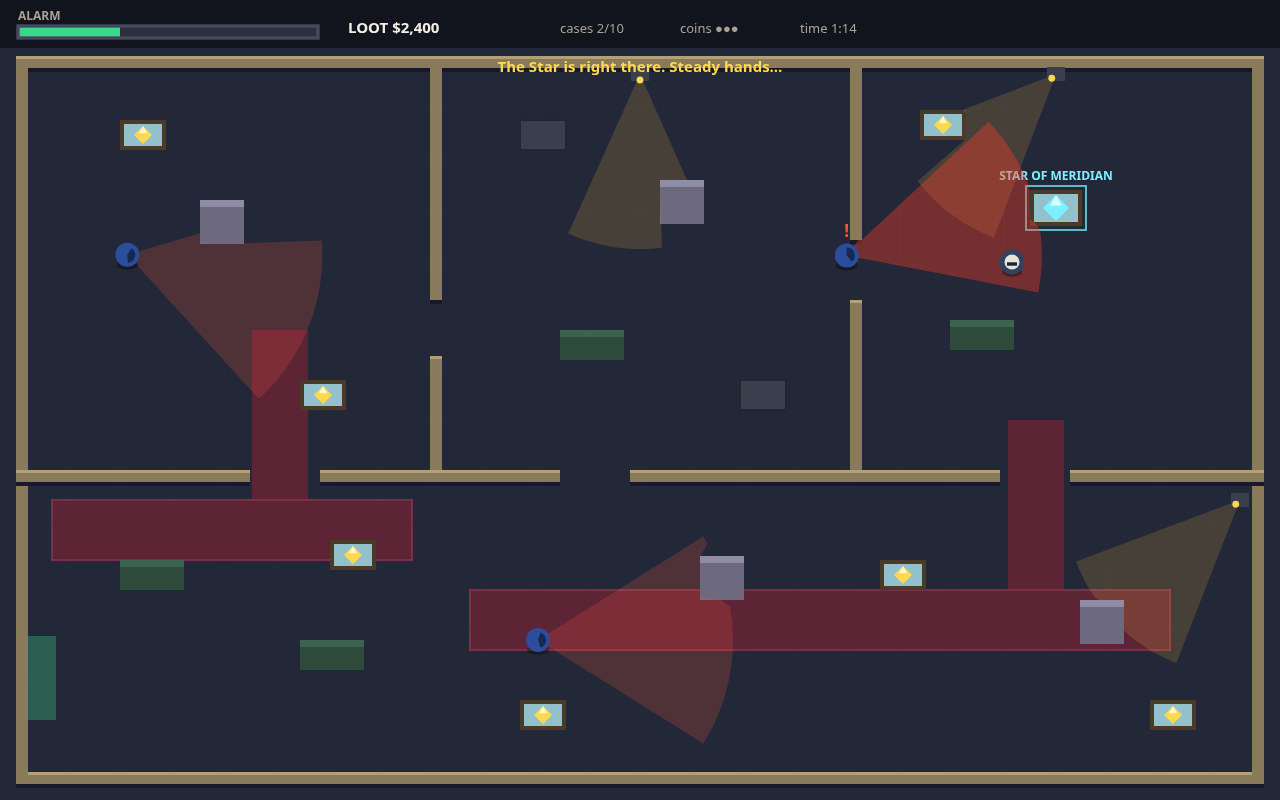 ALARM
LOOT $2,400
cases 2/10
coins ●●●
time 1:14
The Star is right there. Steady hands...
STAR OF MERIDIAN
!